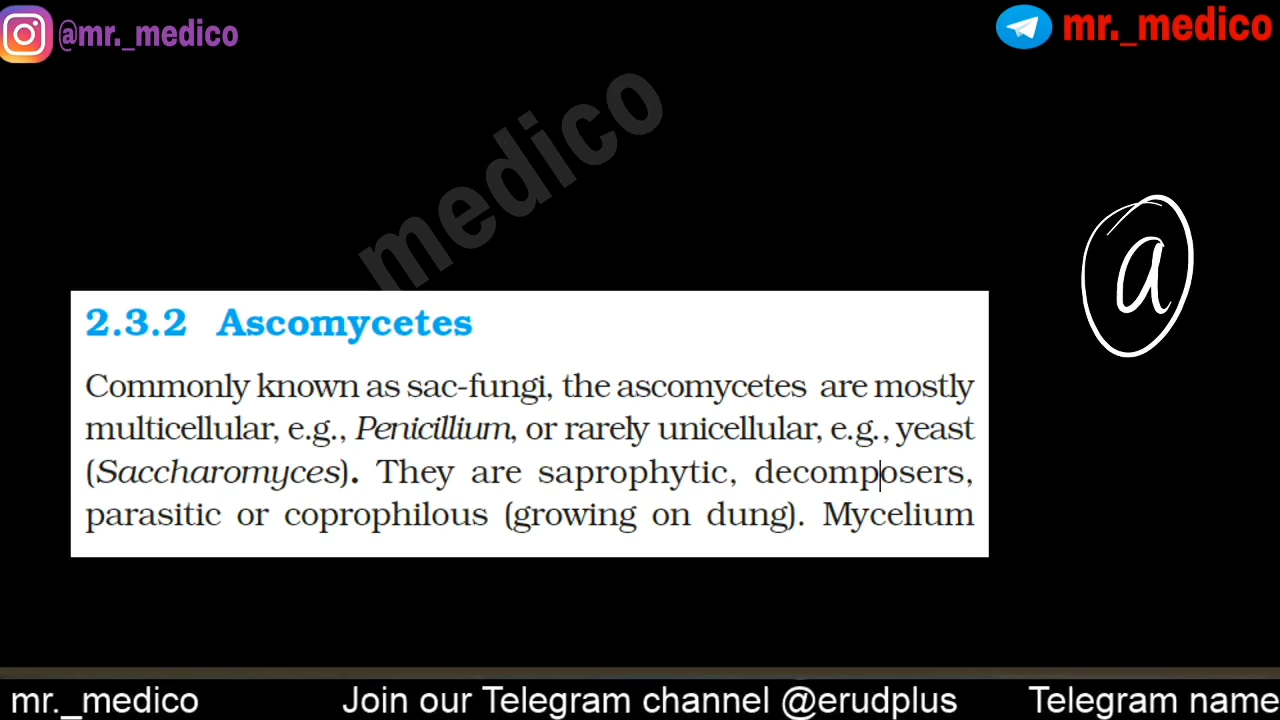 @mr._medico
mr._medico
medico
a
2.3.2 Ascomycetes
Commonly known as sac-fungi, the ascomycetes are mostly
multicellular, e.g., Penicillium, or rarely unicellular, e.g., yeast
(Saccharomyces). They are saprophytic, decomposers,
parasitic or coprophilous (growing on dung). Mycelium
mr._medico Join our Telegram channel @erudplus Telegram name